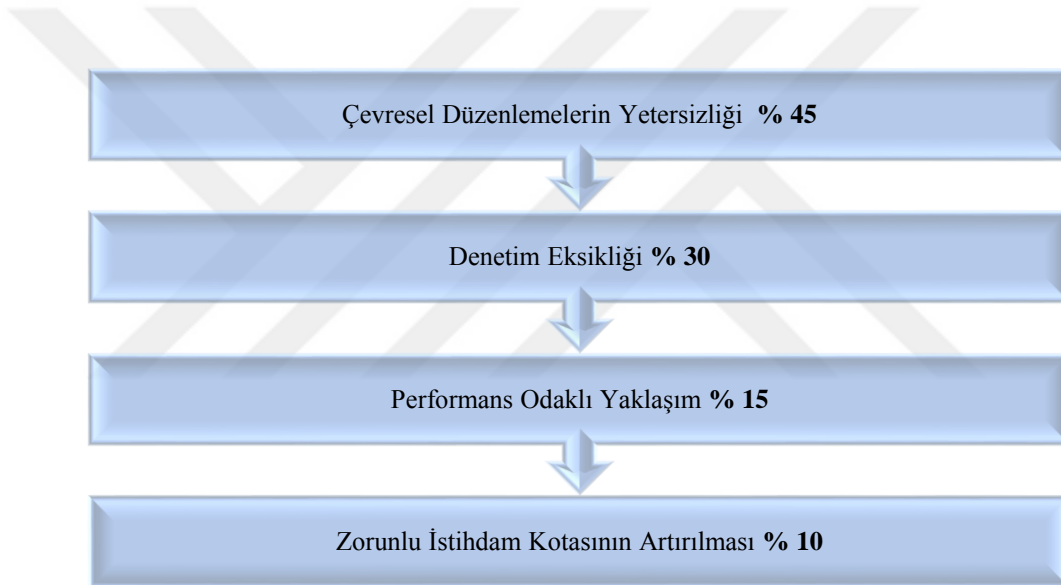 Çevresel Düzenlemelerin Yetersizliği % 45
Denetim Eksikliği % 30
Performans Odaklı Yaklaşım % 15
Zorunlu İstihdam Kotasının Artırılması % 10